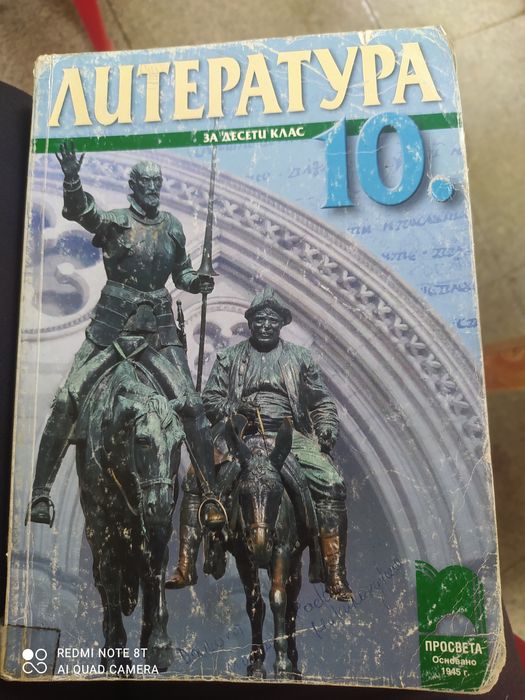 ЛИТЕРАТУРА
ЗА ДЕСЕТИ КЛАС
10.
ПРОСВЕТА
Основано
1945 г.
REDMI NOTE 8T
AI QUAD CAMERA